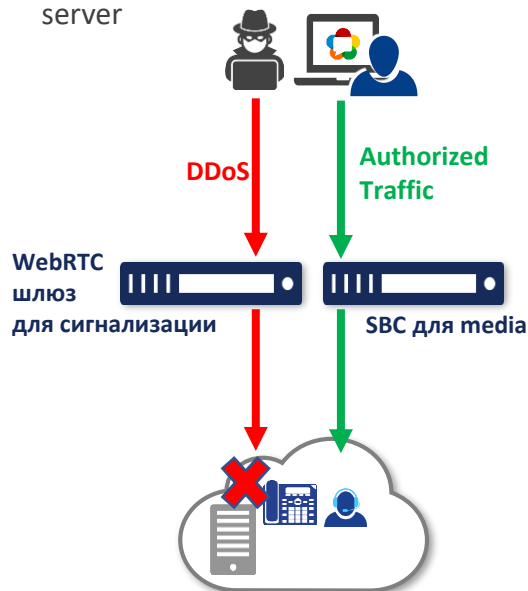 server
DDoS
Authorized
Traffic
WebRTC
шлюз
для сигнализации
SBC для media